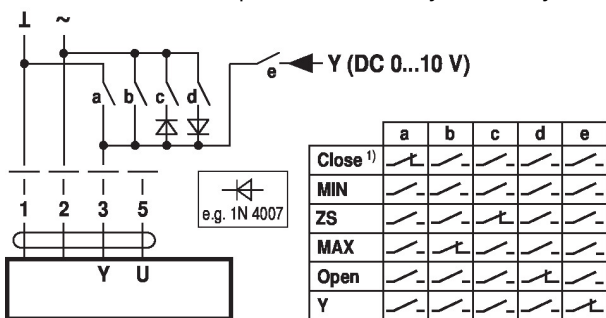 ⊥ ~
e Y (DC 0...10 V)
a b c d
1 2 3 5
Y U
e.g. 1N 4007
a b c d e
Close 1)
MIN
ZS
MAX
Open
Y